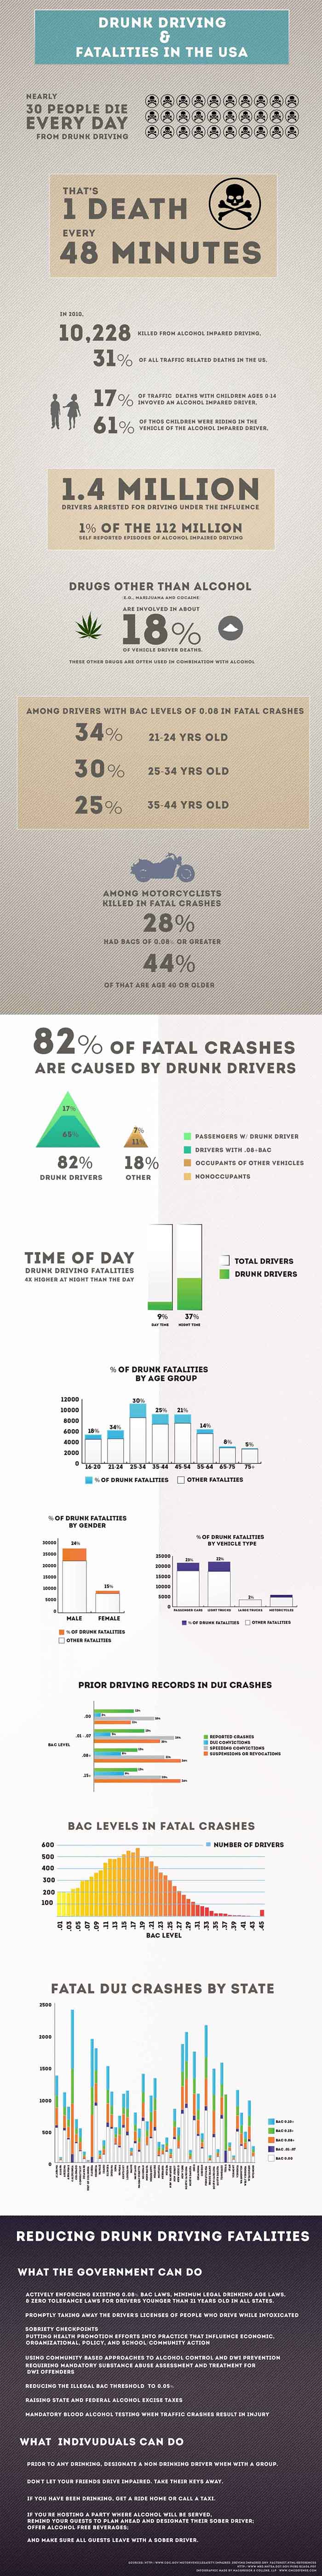 DRUNK DRIVING
&
FATALITIES IN THE USA
NEARLY
30 PEOPLE DIE
EVERY DAY
FROM DRUNK DRIVING
THAT'S
1 DEATH
EVERY
48 MINUTES
IN 2010,
10,228 KILLED FROM ALCOHOL IMPARED DRIVING,
31% OF ALL TRAFFIC RELATED DEATHS IN THE US.
17% OF TRAFFIC DEATHS WITH CHILDREN AGES 0-14
INVOVED AN ALCOHOL IMPAIRED DRIVER,
61% OF THOS CHILDREN WERE RIDING IN THE
VEHICLE OF THE ALCOHOL IMPAIRED DRIVER.
1.4 MILLION
DRIVERS ARRESTED FOR DRIVING UNDER THE INFLUENCE
1% OF THE 112 MILLION
SELF REPORTED EPISODES OF ALCOHOL IMPAIRED DRIVING
DRUGS OTHER THAN ALCOHOL
(E.G., MARIJUANA AND COCAINE)
ARE INVOLVED IN ABOUT
18%
OF VEHICLE DRIVER DEATHS.
THESE OTHER DRUGS ARE OFTEN USED IN COMBINATION WITH ALCOHOL
AMONG DRIVERS WITH BAC LEVELS OF 0.08 IN FATAL CRASHES
34% 21-24 YRS OLD
30% 25-34 YRS OLD
25% 35-44 YRS OLD
AMONG MOTORCYCLISTS
KILLED IN FATAL CRASHES
28%
HAD BACS OF 0.08% OR GREATER
44%
OF THAT ARE AGE 40 OR OLDER
82% OF FATAL CRASHES
ARE CAUSED BY DRUNK DRIVERS
17%
65%
7%
11%
82%
DRUNK DRIVERS
18%
OTHER
PASSENGERS W/ DRUNK DRIVER
DRIVERS WITH .08+BAC
OCCUPANTS OF OTHER VEHICLES
NONOCCUPANTS
TIME OF DAY
DRUNK DRIVING FATALITIES
4X HIGHER AT NIGHT THAN THE DAY
9%
DAY TIME
37%
NIGHT TIME
TOTAL DRIVERS
DRUNK DRIVERS
% OF DRUNK FATALITIES
BY AGE GROUP
12000
10000
8000
6000
4000
2000
0
18% 34% 30% 25% 21% 14% 8% 5%
16-20 21-24 25-34 35-44 45-54 55-64 65-75 75+
% OF DRUNK FATALITIES OTHER FATALITIES
% OF DRUNK FATALITIES
BY GENDER
30000
25000
20000
15000
10000
5000
0
24%
15%
MALE FEMALE
% OF DRUNK FATALITIES
OTHER FATALITIES
% OF DRUNK FATALITIES
BY VEHICLE TYPE
25000
20000
15000
10000
5000
0
23% 22% 2%
PASSENGER CARS LIGHT TRUCKS LARGE TRUCKS MOTORCYCLES
% OF DRUNK FATALITIES OTHER FATALITIES
PRIOR DRIVING RECORDS IN DUI CRASHES
BAC LEVEL
.00
.01 - .07
.08+
.15+
REPORTED CRASHES
DUI CONVICTIONS
SPEEDING CONVICTIONS
SUSPENSIONS OR REVOCATIONS
BAC LEVELS IN FATAL CRASHES
NUMBER OF DRIVERS
600
500
400
300
200
100
.01 .03 .05 .07 .09 .11 .13 .15 .17 .19 .21 .23 .25 .27 .29 .31 .33 .35 .37 .39 .41 .43 .45
BAC LEVEL
FATAL DUI CRASHES BY STATE
2500
2000
1500
1000
500
0
BAC 0.15+
BAC 0.08+
BAC .01-.07
BAC 0.00
REDUCING DRUNK DRIVING FATALITIES
WHAT THE GOVERNMENT CAN DO
ACTIVELY ENFORCING EXISTING 0.08% BAC LAWS, MINIMUM LEGAL DRINKING AGE LAWS,
& ZERO TOLERANCE LAWS FOR DRIVERS YOUNGER THAN 21 YEARS OLD IN ALL STATES.
PROMPTLY TAKING AWAY THE DRIVER'S LICENSES OF PEOPLE WHO DRIVE WHILE INTOXICATED
SOBRIETY CHECKPOINTS
PUTTING HEALTH PROMOTION EFFORTS INTO PRACTICE THAT INFLUENCE ECONOMIC,
ORGANIZATIONAL, POLICY, AND SCHOOL/COMMUNITY ACTION
USING COMMUNITY BASED APPROACHES TO ALCOHOL CONTROL AND DWI PREVENTION
REQUIRING MANDATORY SUBSTANCE ABUSE ASSESSMENT AND TREATMENT FOR
DWI OFFENDERS
REDUCING THE ILLEGAL BAC THRESHOLD TO 0.05%.
RAISING STATE AND FEDERAL ALCOHOL EXCISE TAXES
MANDATORY BLOOD ALCOHOL TESTING WHEN TRAFFIC CRASHES RESULT IN INJURY
WHAT INDIVUDUALS CAN DO
PRIOR TO ANY DRINKING, DESIGNATE A NON DRINKING DRIVER WHEN WITH A GROUP.
DON'T LET YOUR FRIENDS DRIVE IMPAIRED. TAKE THEIR KEYS AWAY.
IF YOU HAVE BEEN DRINKING, GET A RIDE HOME OR CALL A TAXI.
IF YOU'RE HOSTING A PARTY WHERE ALCOHOL WILL BE SERVED,
REMIND YOUR GUESTS TO PLAN AHEAD AND DESIGNATE THEIR SOBER DRIVER;
OFFER ALCOHOL FREE BEVERAGES;
AND MAKE SURE ALL GUESTS LEAVE WITH A SOBER DRIVER.